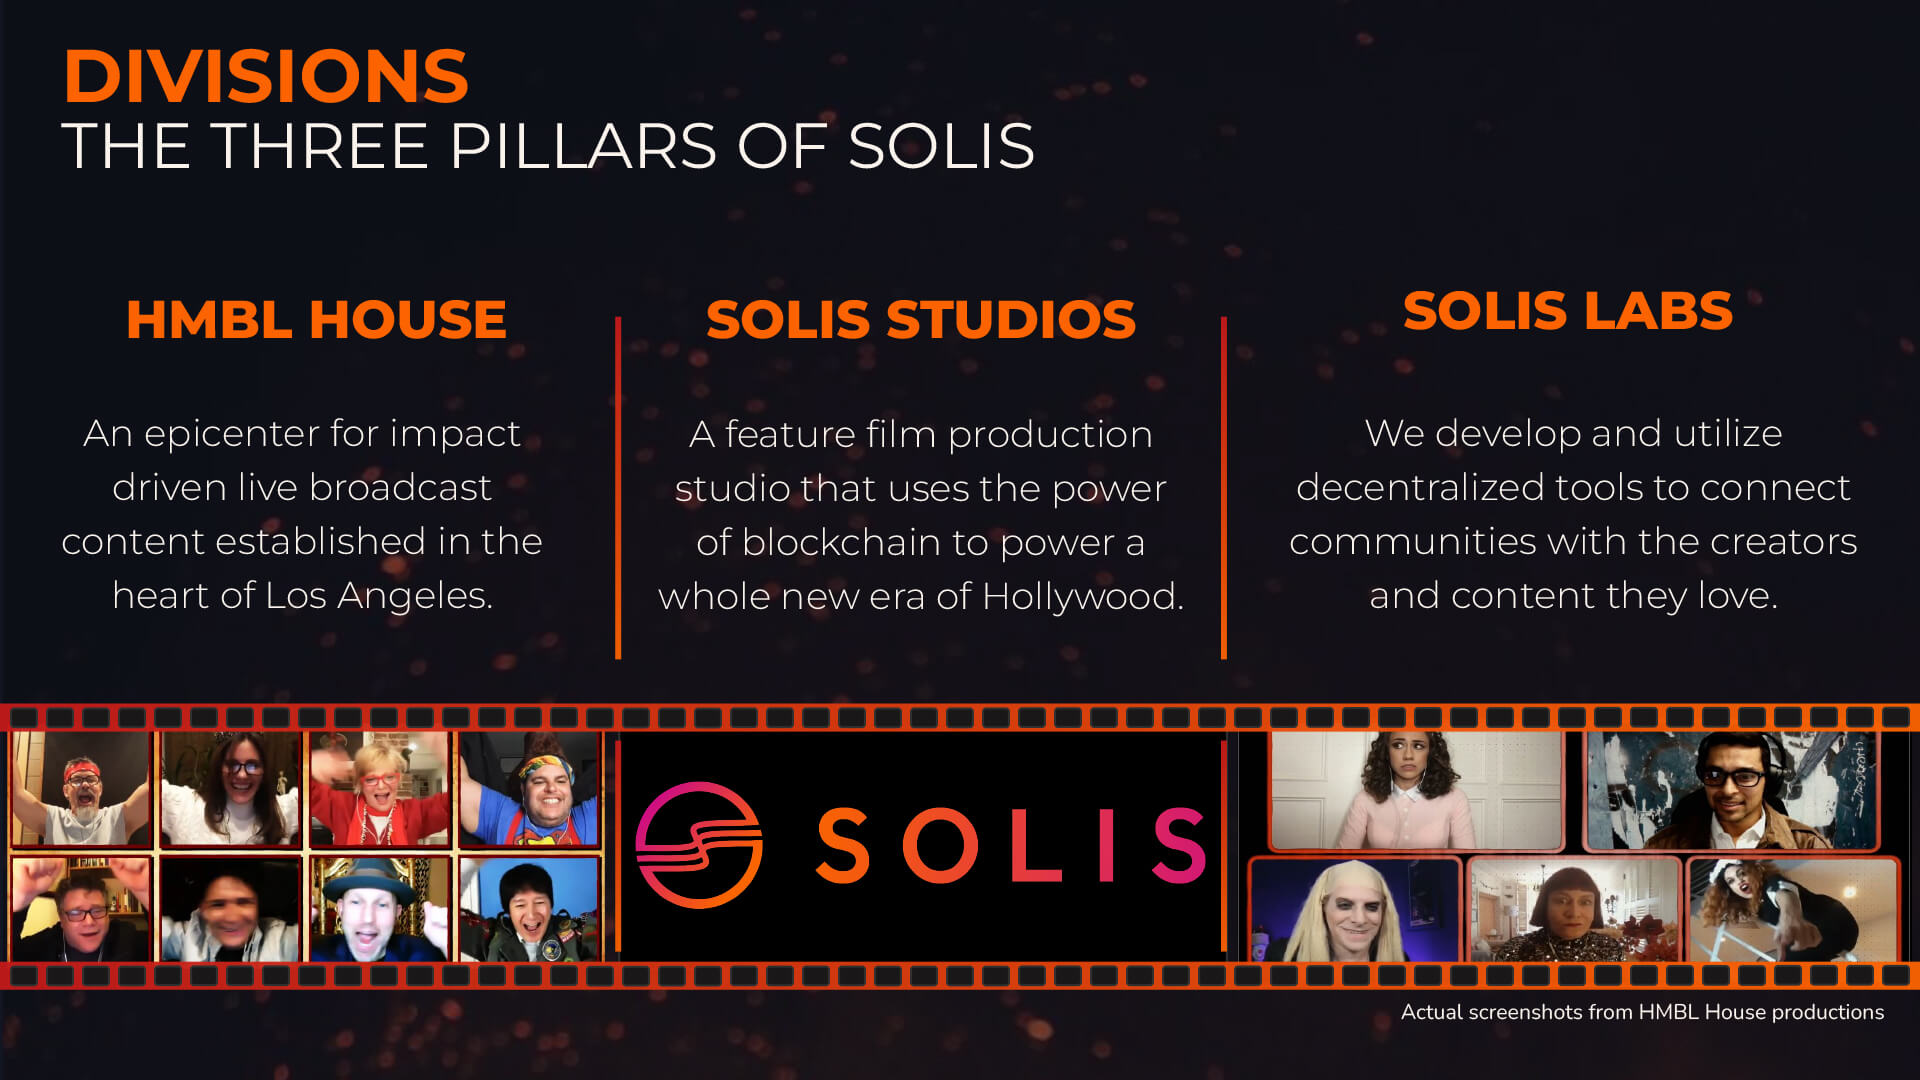 DIVISIONS
THE THREE PILLARS OF SOLIS
HMBL HOUSE
An epicenter for impact
driven live broadcast
content established in the
heart of Los Angeles.
SOLIS STUDIOS
A feature film production
studio that uses the power
of blockchain to power a
whole new era of Hollywood.
SOLIS LABS
We develop and utilize
decentralized tools to connect
communities with the creators
and content they love.
SOLIS
Actual screenshots from HMBL House productions